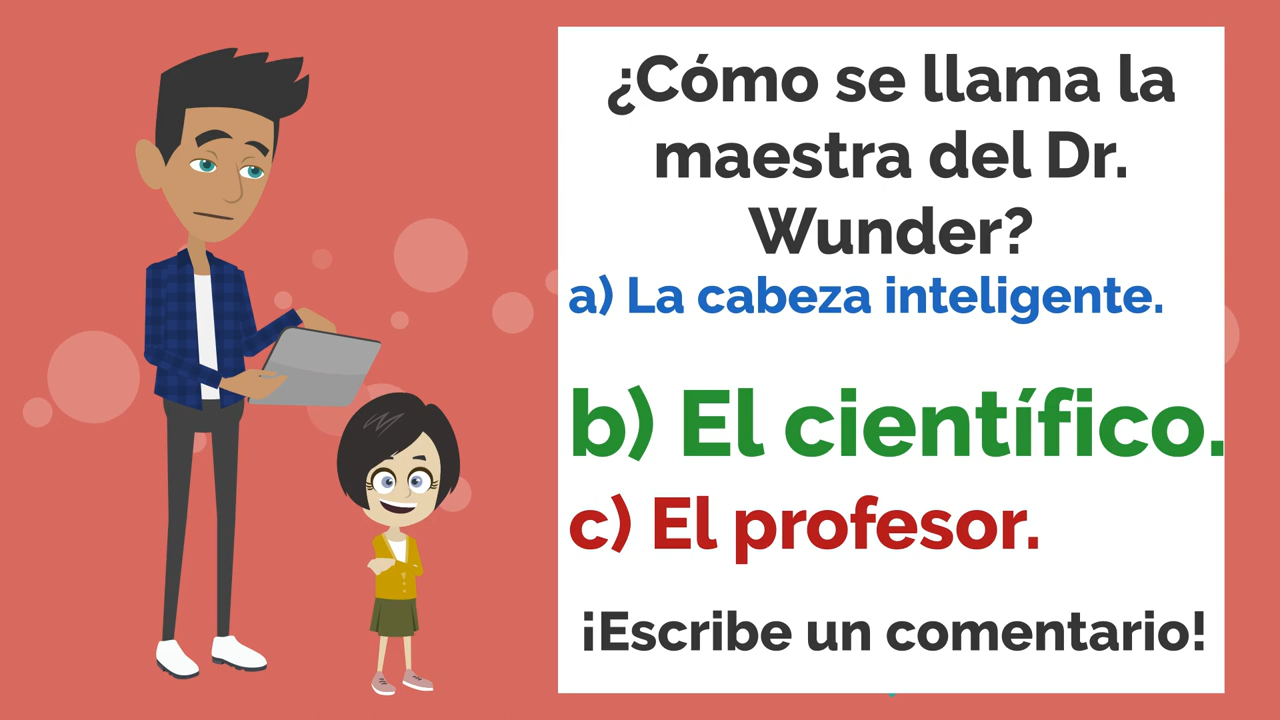 ¿Cómo se llama la
maestra del Dr.
Wunder?
a) La cabeza inteligente.
b) El científico.
c) El profesor.
¡Escribe un comentario!